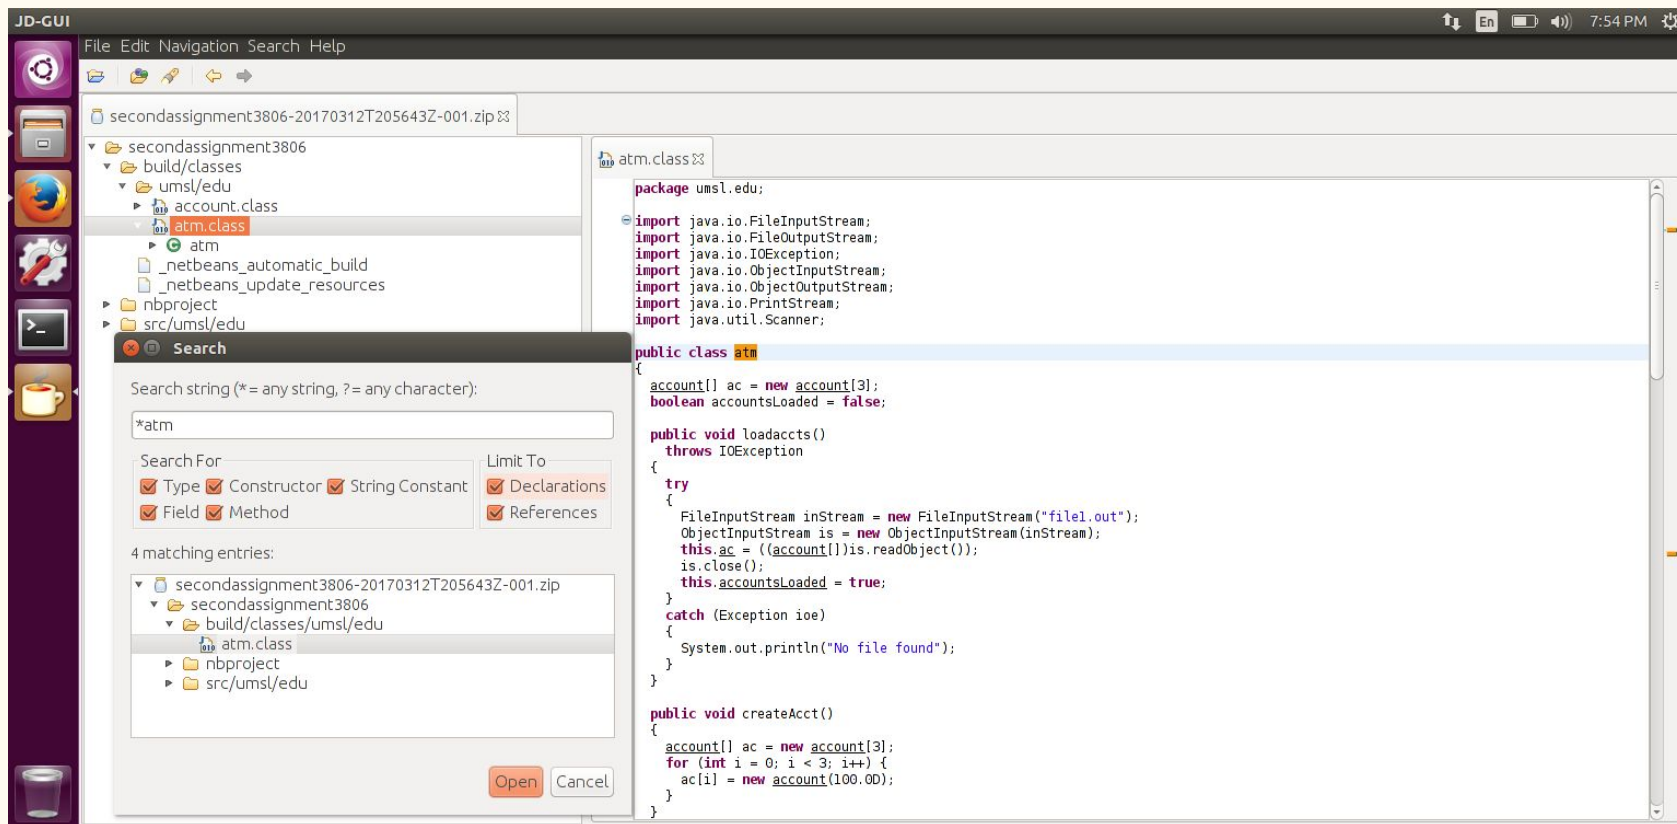 JD-GUI
En 7:54 PM
File Edit Navigation Search Help
secondassignment3806-20170312T205643Z-001.zip
secondassignment3806
build/classes
umsl/edu
account.class
atm.class
atm
_netbeans_automatic_build
_netbeans_update_resources
nbproject
src/umsl/edu
Search
Search string (*= any string, ?= any character):
*atm
Search For
Limit To
Type Constructor String Constant
Declarations
Field Method
References
4 matching entries:
secondassignment3806-20170312T205643Z-001.zip
secondassignment3806
build/classes/umsl/edu
atm.class
nbproject
src/umsl/edu
Open Cancel
atm.class
package umsl.edu;
import java.io.FileInputStream;
import java.io.FileOutputStream;
import java.io.IOException;
import java.io.ObjectInputStream;
import java.io.ObjectOutputStream;
import java.io.PrintStream;
import java.util.Scanner;
public class atm
{
account[] ac = new account[3];
boolean accountsLoaded = false;
public void loadaccts()
throws IOException
{
try
{
FileInputStream inStream = new FileInputStream("file1.out");
ObjectInputStream is = new ObjectInputStream(inStream);
this.ac = ((account[])is.readObject());
is.close();
this.accountsLoaded = true;
}
catch (Exception ioe)
{
System.out.println("No file found");
}
}
public void createAcct()
{
account[] ac = new account[3];
for (int i = 0; i < 3; i++) {
ac[i] = new account(100.0D);
}
}